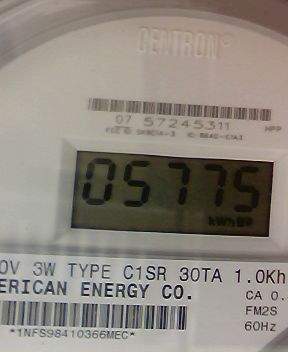 CENTRON®
07 57245311
HPP
05775
kWh
0V 3W TYPE C1SR 30TA 1.0Kh
ERICAN ENERGY CO.
CA 0.
FM2S
*1NFS98410366MEC*
60Hz